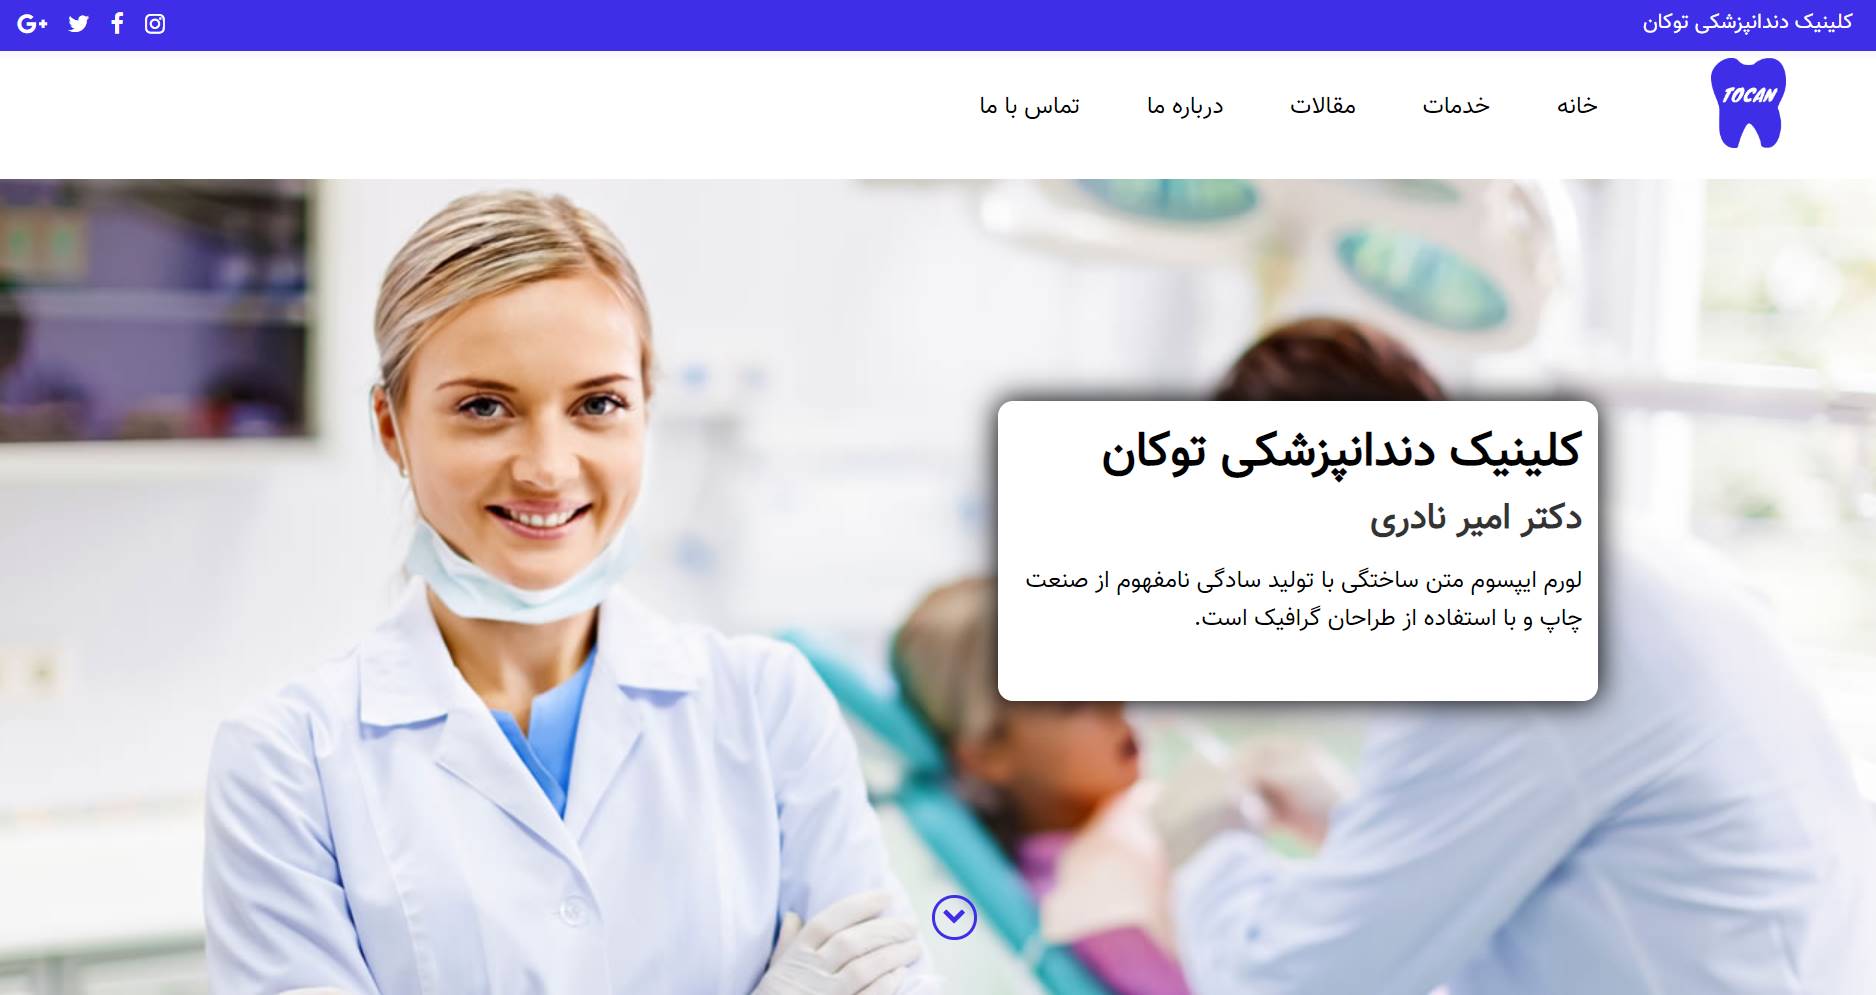 کلینیک دندانپزشکی توکان
TOCAN
خانه خدمات مقالات درباره ما تماس با ما
کلینیک دندانپزشکی توکان
دکتر امیر نادری
لورم ایپسوم متن ساختگی با تولید سادگی نامفهوم از صنعت
چاپ و با استفاده از طراحان گرافیک است.